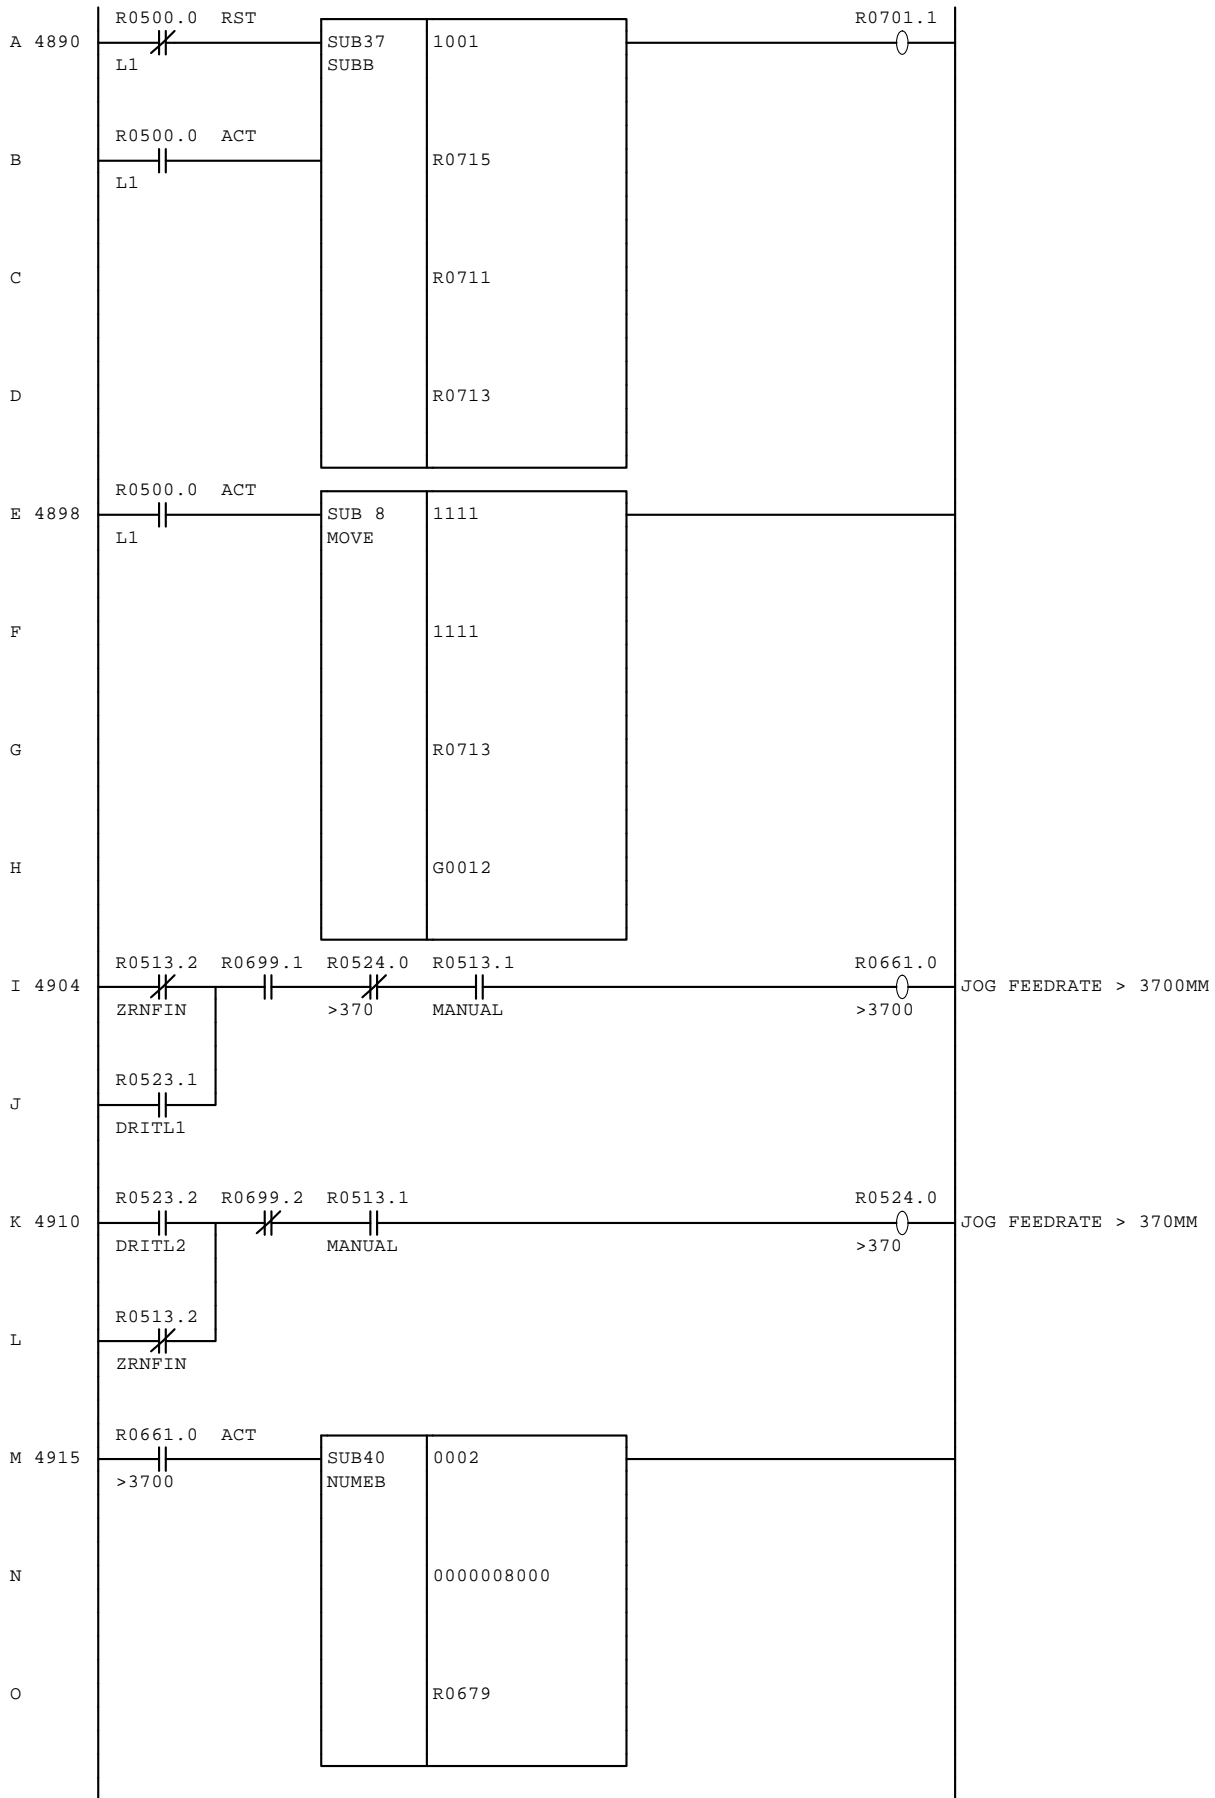 R0500.0 RST R0701.1
A 4890 SUB37 1001
L1 SUBB
R0500.0 ACT
B R0715
L1
C R0711
D R0713
R0500.0 ACT
E 4898 SUB 8 1111
L1 MOVE
F 1111
G R0713
H G0012
R0513.2 R0699.1 R0524.0 R0513.1 R0661.0
I 4904 JOG FEEDRATE > 3700MM
ZRNFIN >370 MANUAL >3700
R0523.1
J
DRITL1
R0523.2 R0699.2 R0513.1 R0524.0
K 4910 JOG FEEDRATE > 370MM
DRITL2 MANUAL >370
R0513.2
L
ZRNFIN
R0661.0 ACT
M 4915 SUB40 0002
>3700 NUMEB
N 0000008000
O R0679